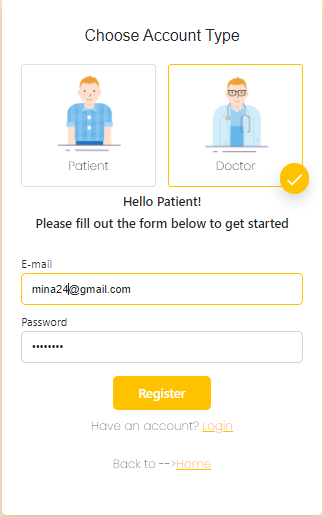 Choose Account Type
Patient
Doctor
Hello Patient!
Please fill out the form below to get started
E-mail
mina24@gmail.com
Password
••••••••
Register
Have an account? Login
Back to -->Home